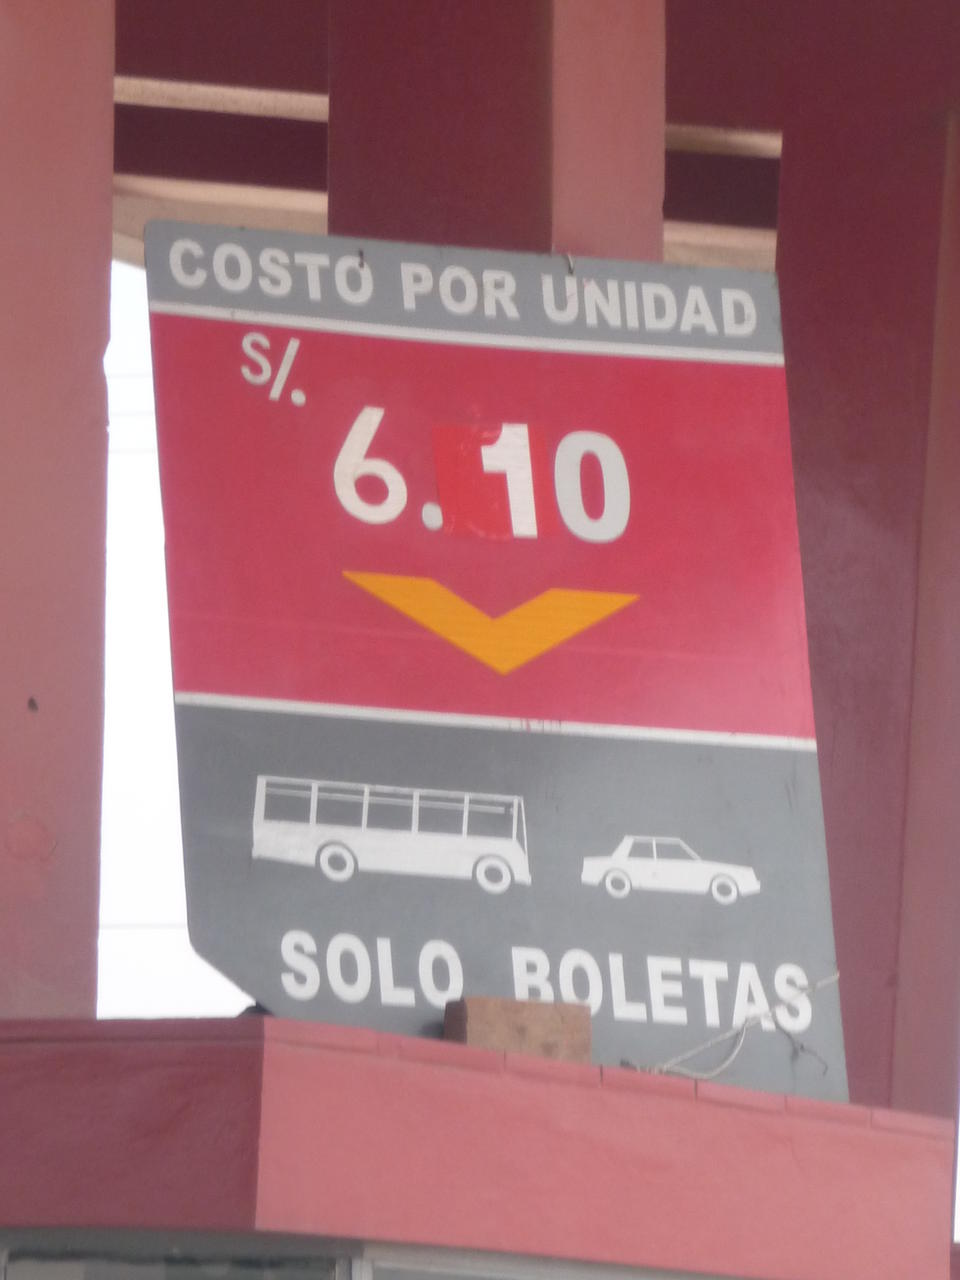 COSTO POR UNIDAD
S/.
6.10
SOLO BOLETAS